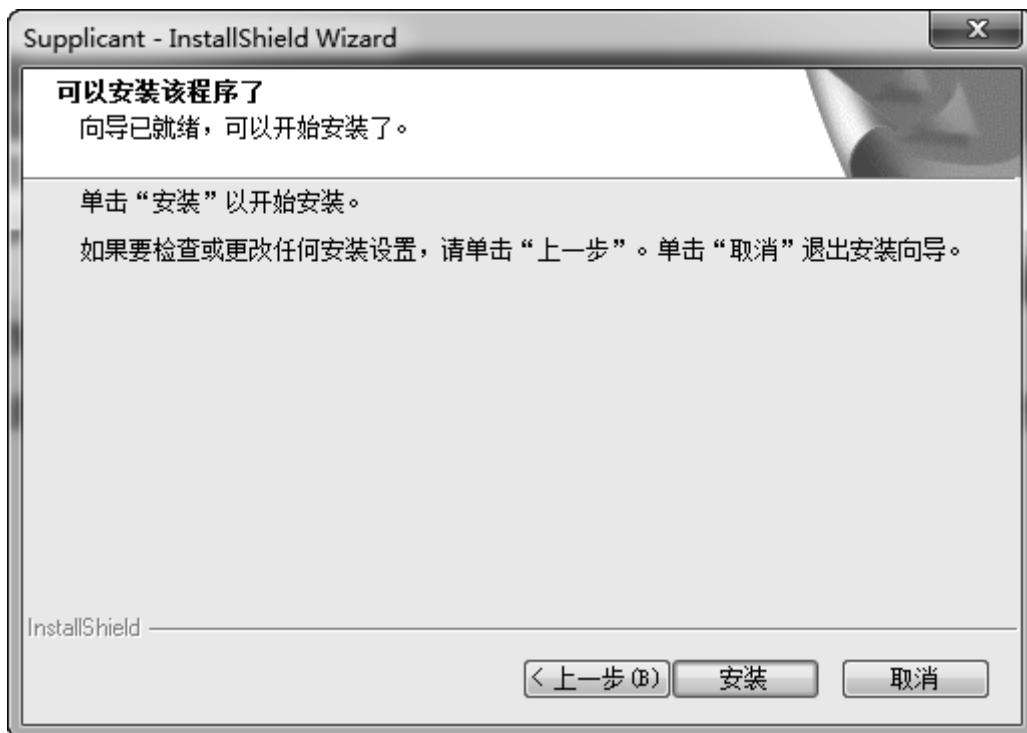 Supplicant - InstallShield Wizard
可以安装该程序了
向导已就绪，可以开始安装了。
单击“安装”以开始安装。
如果要检查或更改任何安装设置，请单击“上一步”。单击“取消”退出安装向导。
InstallShield
< 上一步(B)
安装
取消